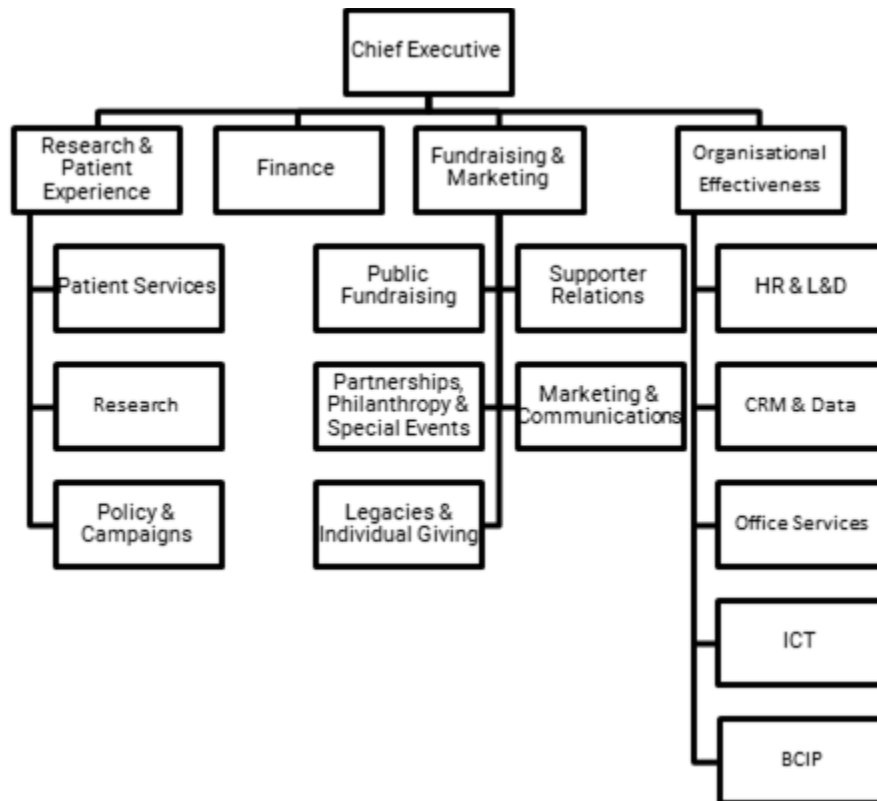 Chief Executive
Research &
Patient
Experience
Finance
Fundraising &
Marketing
Organisational
Effectiveness
Patient Services
Public
Fundraising
Supporter
Relations
HR & L&D
Research
Partnerships,
Philanthropy &
Special Events
Marketing &
Communications
CRM & Data
Policy &
Campaigns
Legacies &
Individual Giving
Office Services
ICT
BCIP